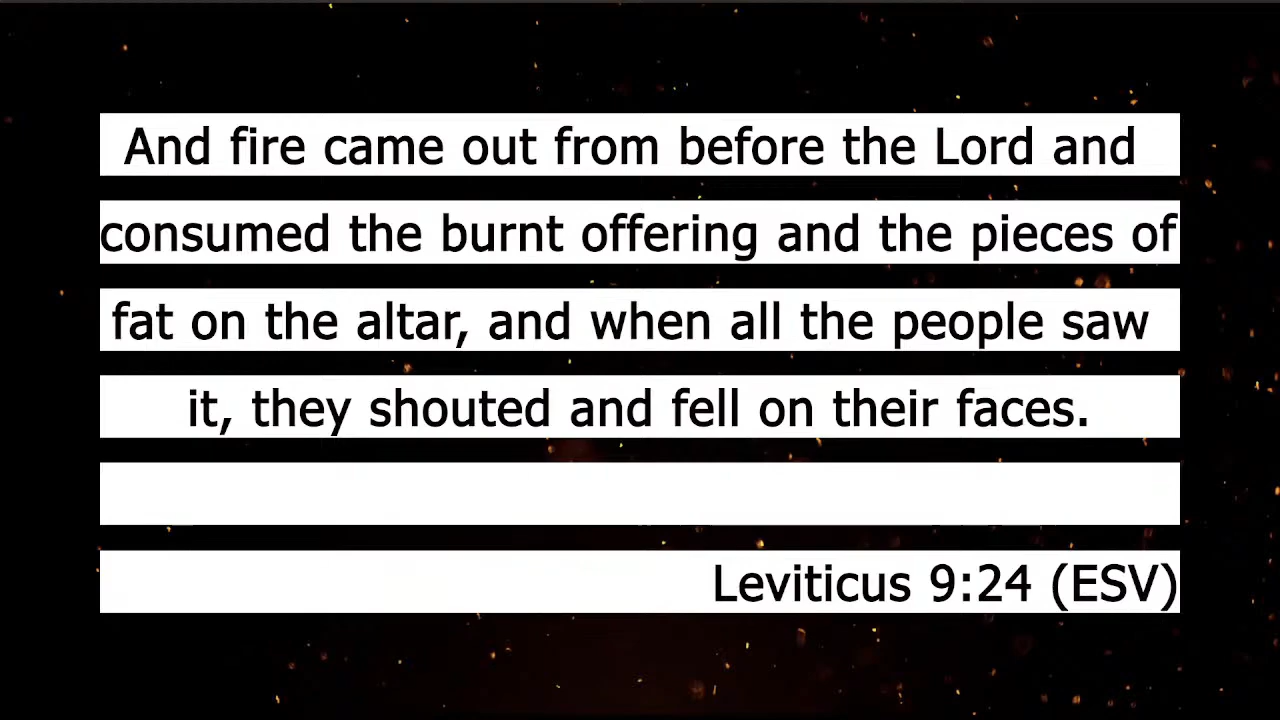 And fire came out from before the Lord and
consumed the burnt offering and the pieces of
fat on the altar, and when all the people saw
it, they shouted and fell on their faces.
Leviticus 9:24 (ESV)